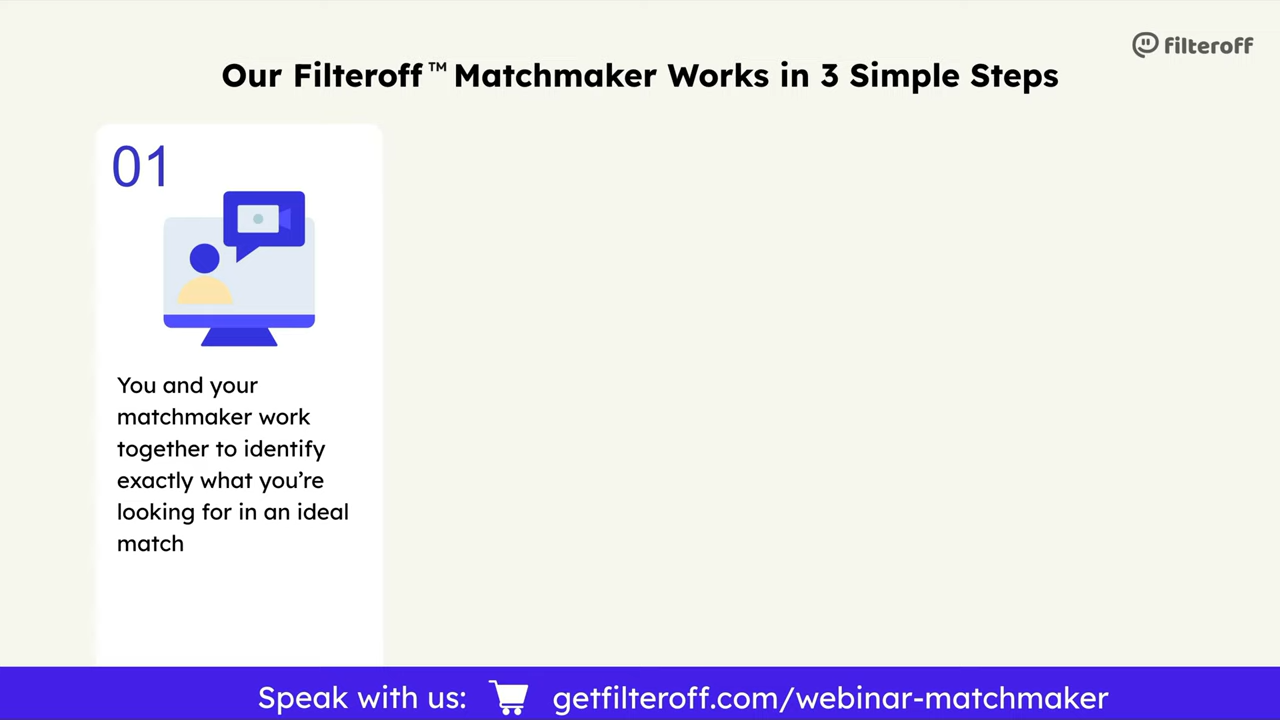 filteroff
Our Filteroff™ Matchmaker Works in 3 Simple Steps
01
You and your
matchmaker work
together to identify
exactly what you’re
looking for in an ideal
match
Speak with us: getfilteroff.com/webinar-matchmaker